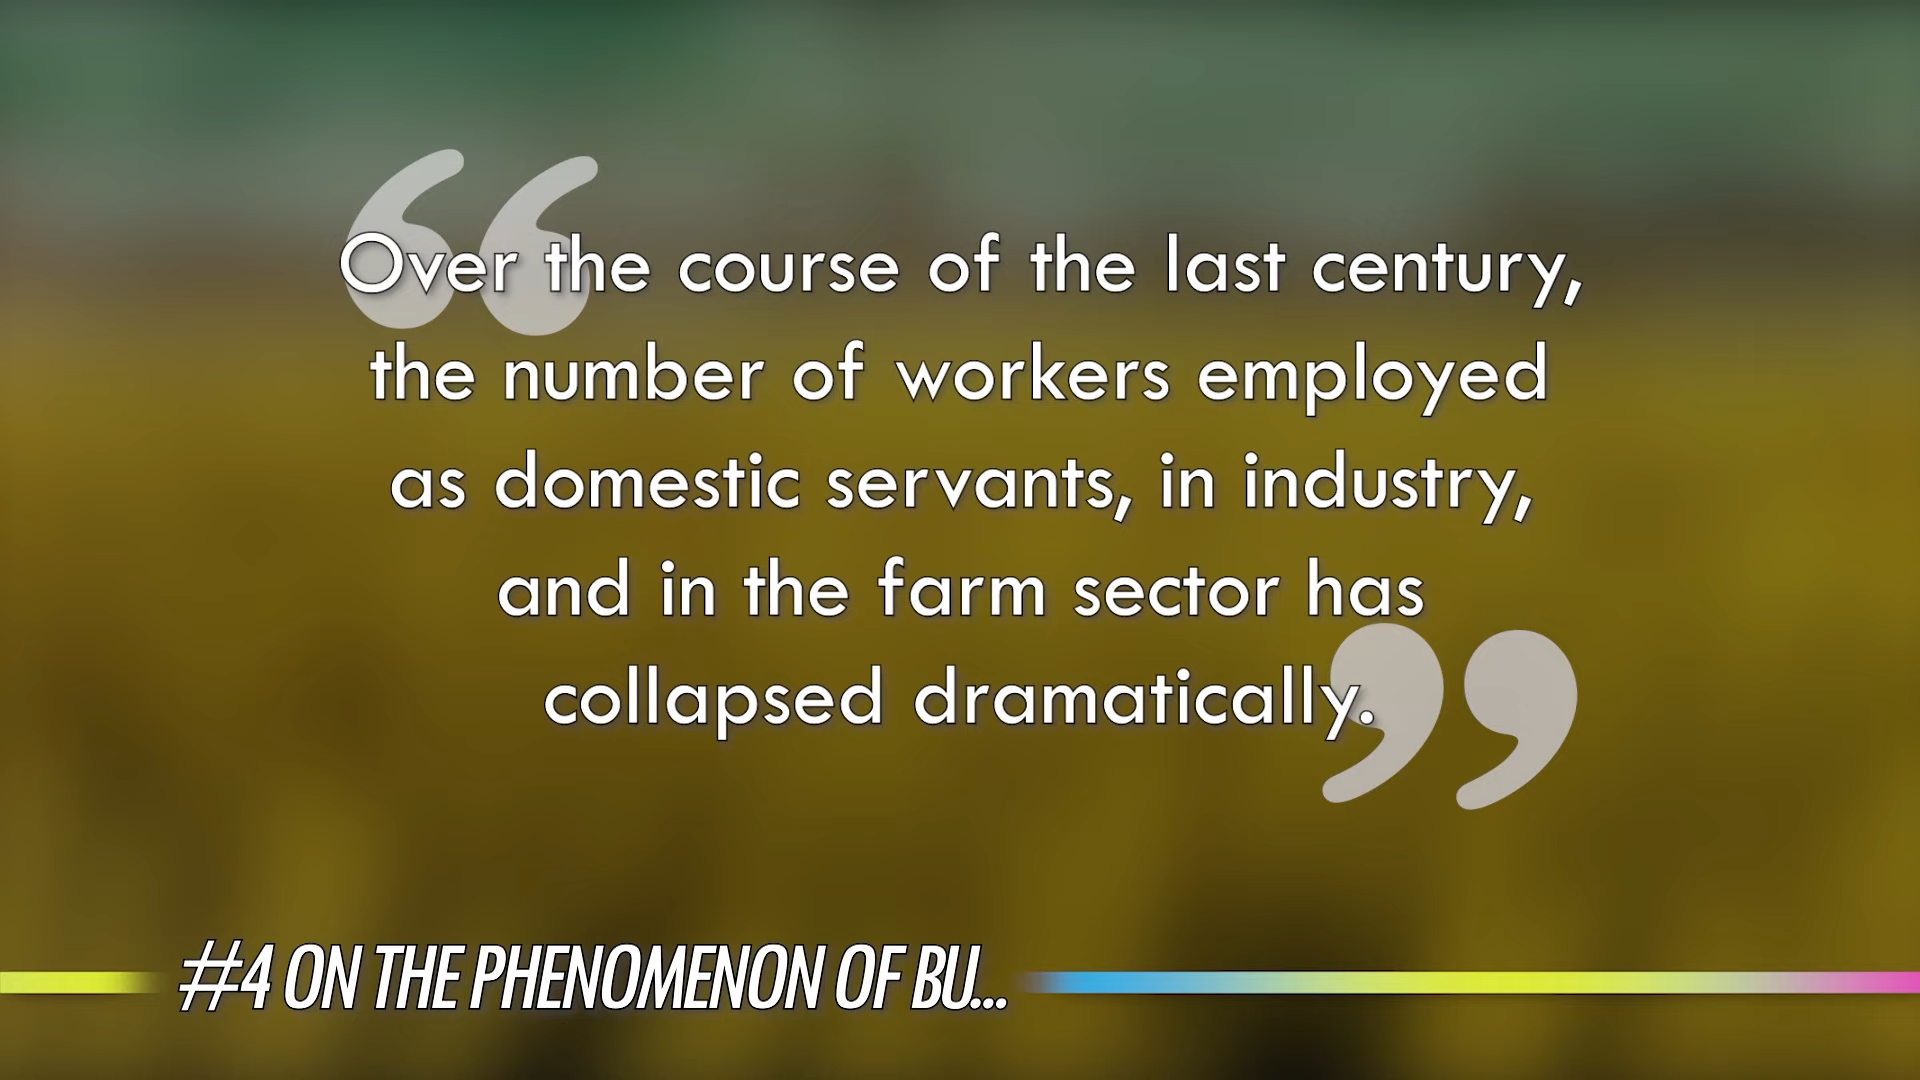 “Over the course of the last century,
the number of workers employed
as domestic servants, in industry,
and in the farm sector has
collapsed dramatically.”
#4 ON THE PHENOMENON OF BU...